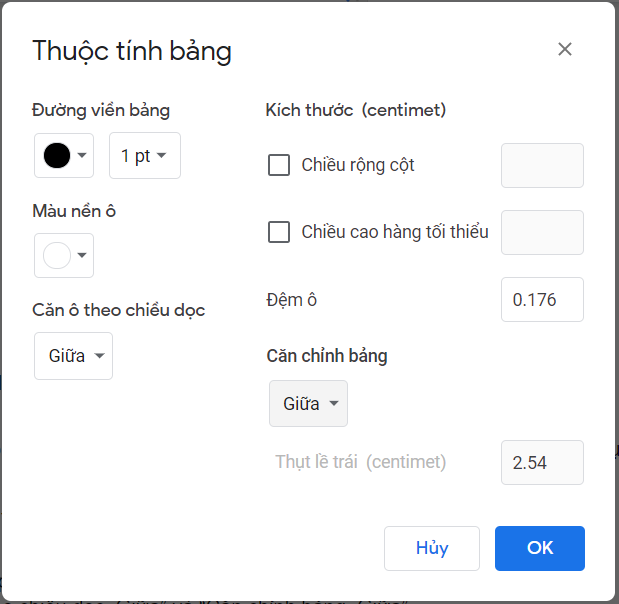 Thuộc tính bảng
Đường viền bảng
1 pt
Màu nền ô
Căn ô theo chiều dọc
Giữa
Kích thước (centimet)
Chiều rộng cột
Chiều cao hàng tối thiểu
Đệm ô
0.176
Căn chỉnh bảng
Giữa
Thụt lề trái (centimet)
2.54
Hủy
OK